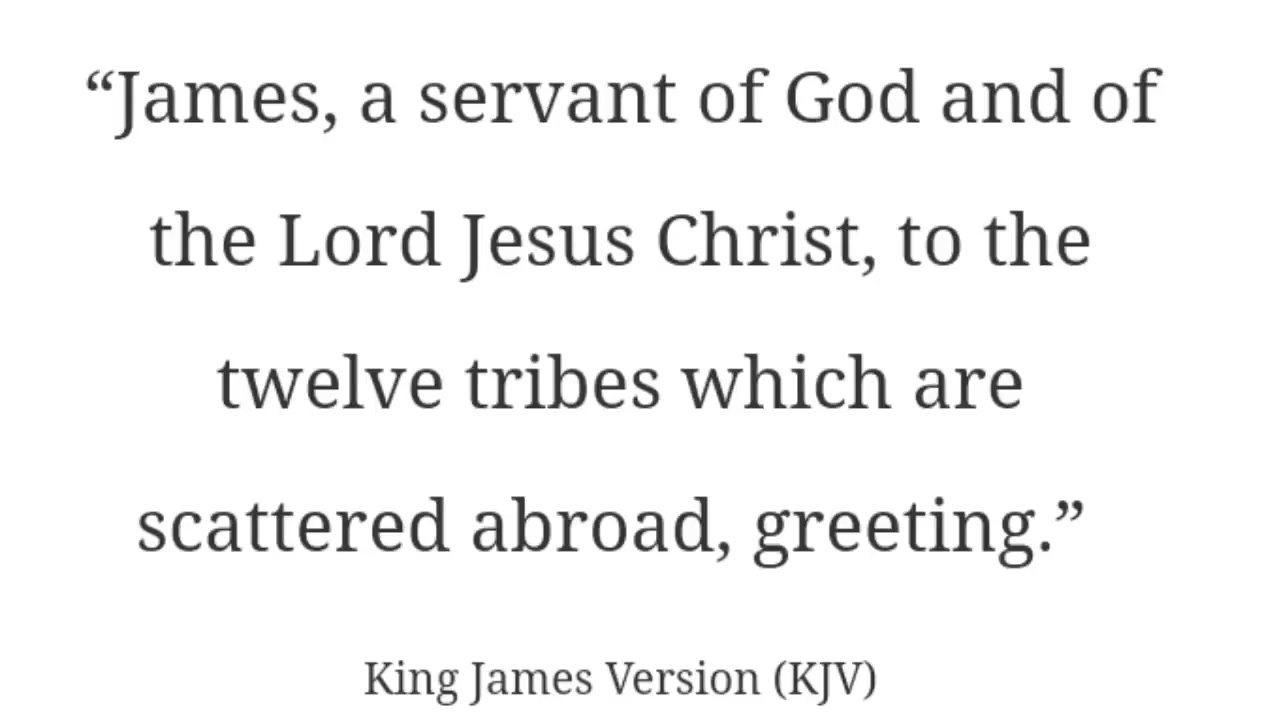 “James, a servant of God and of
the Lord Jesus Christ, to the
twelve tribes which are
scattered abroad, greeting.”
King James Version (KJV)